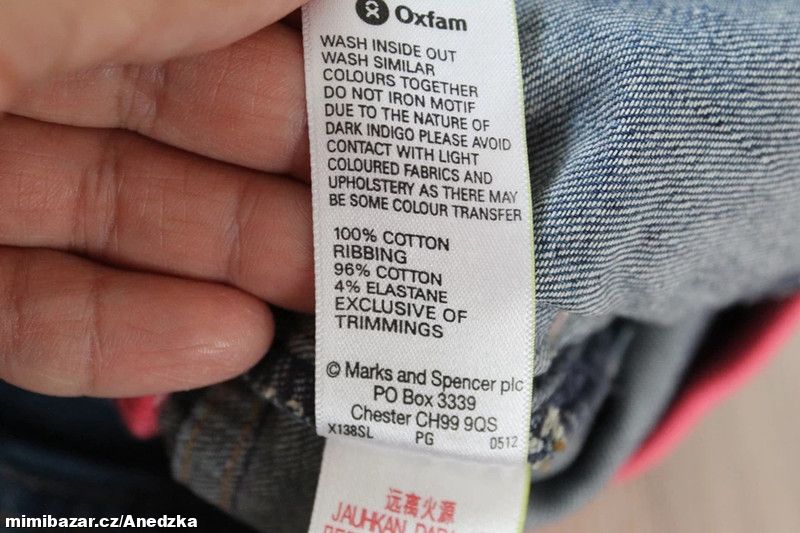 Oxfam
WASH INSIDE OUT
WASH SIMILAR
COLOURS TOGETHER
DO NOT IRON MOTIF
DUE TO THE NATURE OF
DARK INDIGO PLEASE AVOID
CONTACT WITH LIGHT
COLOURED FABRICS AND
UPHOLSTERY AS THERE MAY
BE SOME COLOUR TRANSFER
100% COTTON
RIBBING
96% COTTON
4% ELASTANE
EXCLUSIVE OF
TRIMMINGS
© Marks and Spencer plc
PO Box 3339
Chester CH99 9QS
X138SL PG 0512
远离火源
JAUHKAN DARI
mimibazar.cz/Anedzka